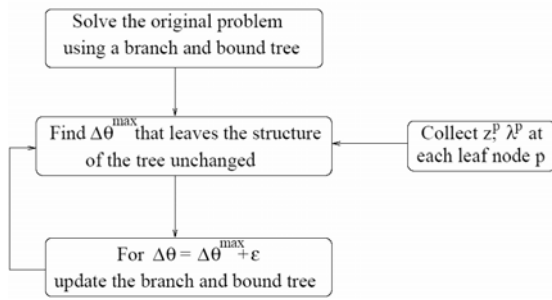 Solve the original problem
using a branch and bound tree
Find Δθ^max that leaves the structure
of the tree unchanged
Collect z^p, λ^p at
each leaf node p
For Δθ = Δθ^max + ε
update the branch and bound tree